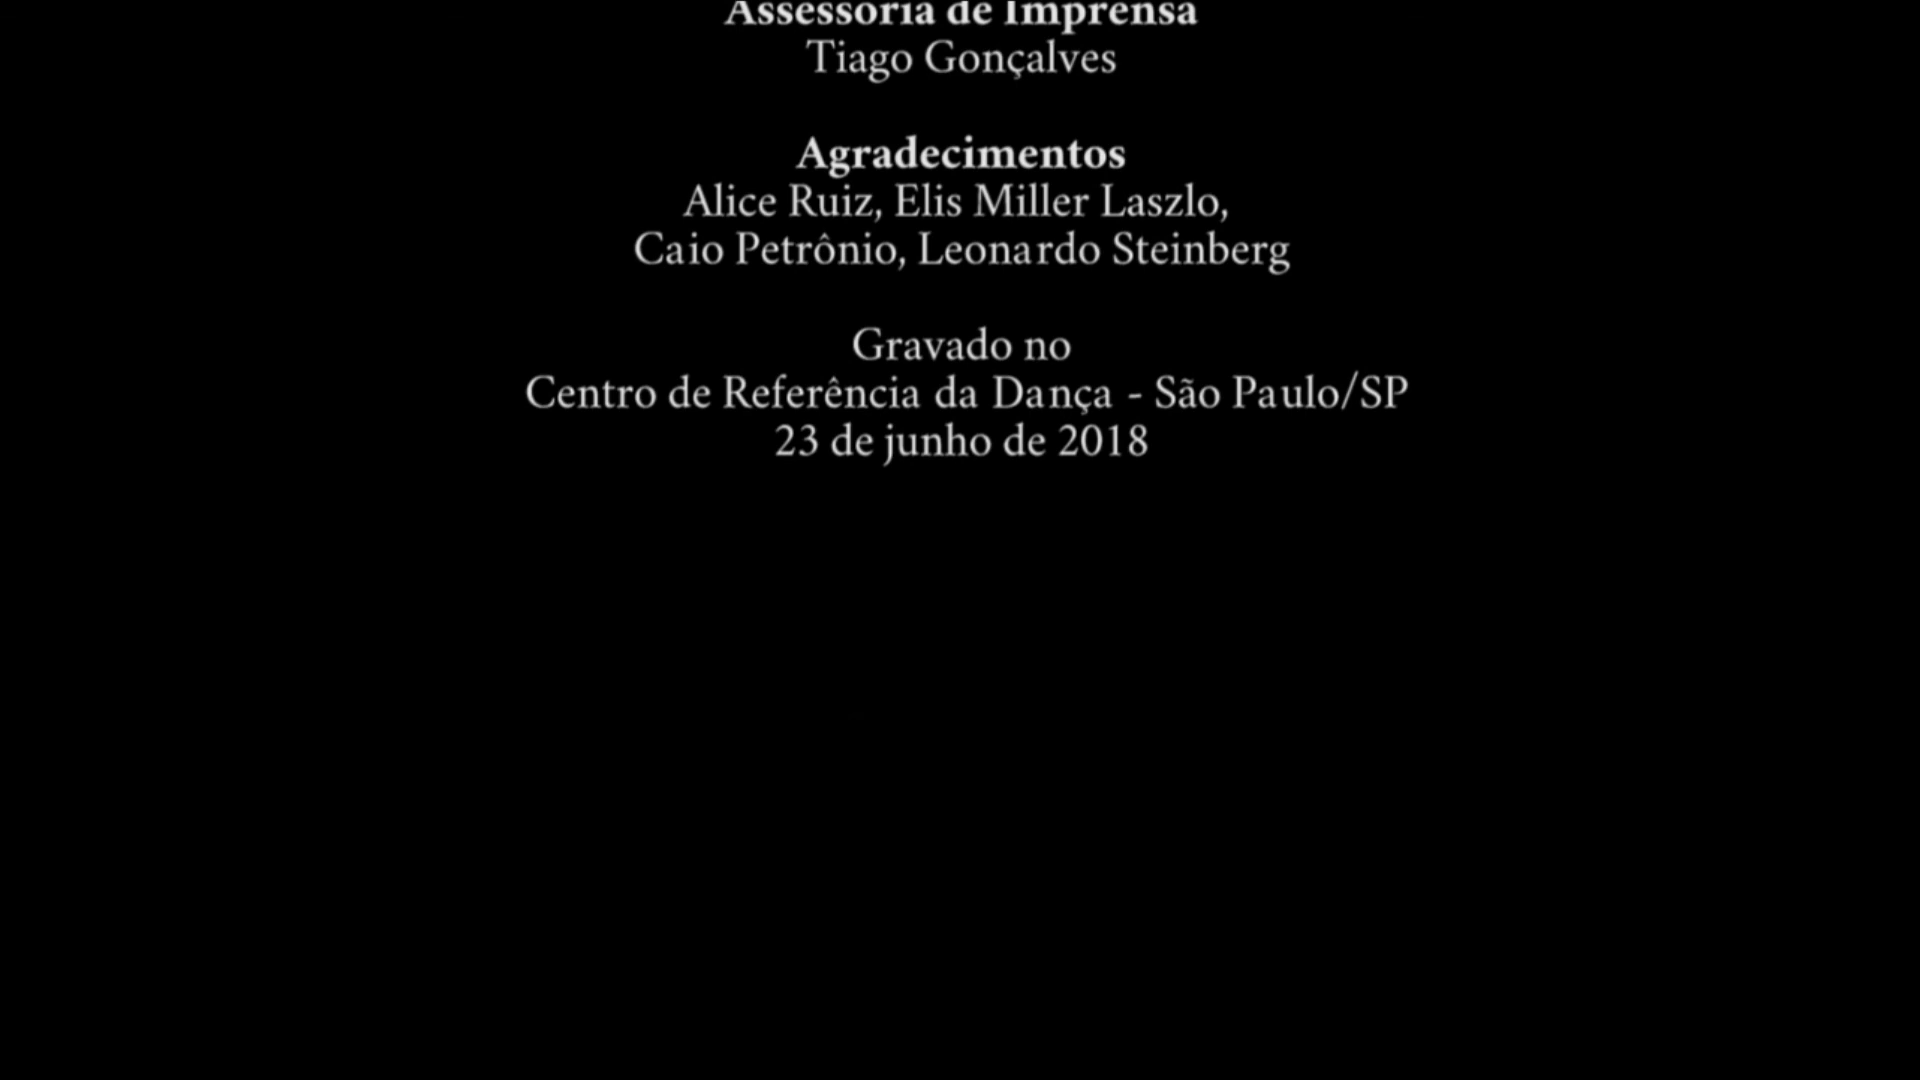 Assessoria de Imprensa
Tiago Gonçalves
Agradecimentos
Alice Ruiz, Elis Miller Laszlo,
Caio Petrônio, Leonardo Steinberg
Gravado no
Centro de Referência da Dança - São Paulo/SP
23 de junho de 2018